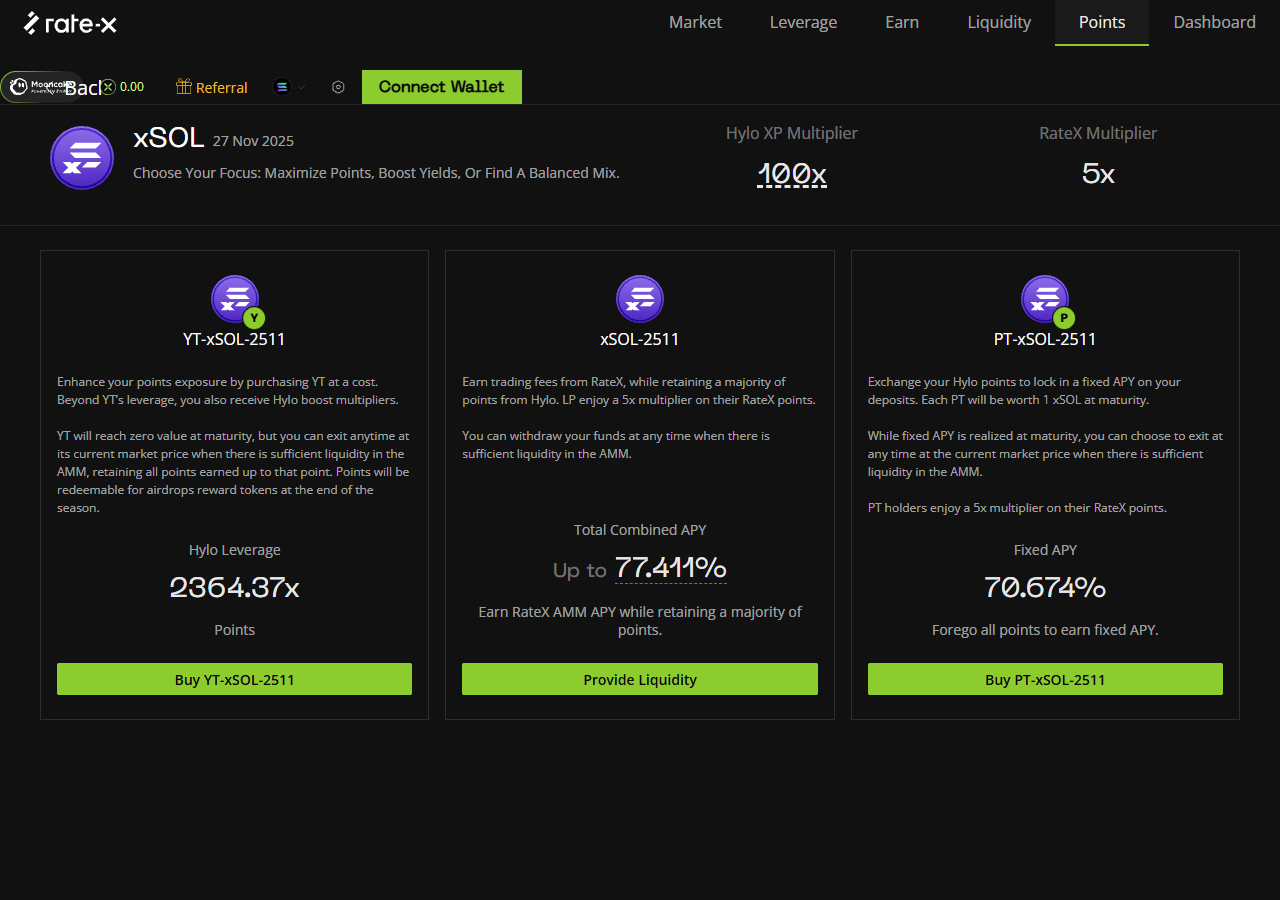 rate-x
Market
Leverage
Earn
Liquidity
Points
Dashboard
Back
0.00
Referral
Connect Wallet
xSOL 27 Nov 2025
Choose Your Focus: Maximize Points, Boost Yields, Or Find A Balanced Mix.
Hylo XP Multiplier
100x
RateX Multiplier
5x
Y
YT-xSOL-2511
Enhance your points exposure by purchasing YT at a cost.
Beyond YT's leverage, you also receive Hylo boost multipliers.
YT will reach zero value at maturity, but you can exit anytime at
its current market price when there is sufficient liquidity in the
AMM, retaining all points earned up to that point. Points will be
redeemable for airdrops reward tokens at the end of the
season.
Hylo Leverage
2364.37x
Points
Buy YT-xSOL-2511
xSOL-2511
Earn trading fees from RateX, while retaining a majority of
points from Hylo. LP enjoy a 5x multiplier on their RateX points.
You can withdraw your funds at any time when there is
sufficient liquidity in the AMM.
Total Combined APY
Up to 77.411%
Earn RateX AMM APY while retaining a majority of
points.
Provide Liquidity
P
PT-xSOL-2511
Exchange your Hylo points to lock in a fixed APY on your
deposits. Each PT will be worth 1 xSOL at maturity.
While fixed APY is realized at maturity, you can choose to exit at
any time at the current market price when there is sufficient
liquidity in the AMM.
PT holders enjoy a 5x multiplier on their RateX points.
Fixed APY
70.674%
Forego all points to earn fixed APY.
Buy PT-xSOL-2511